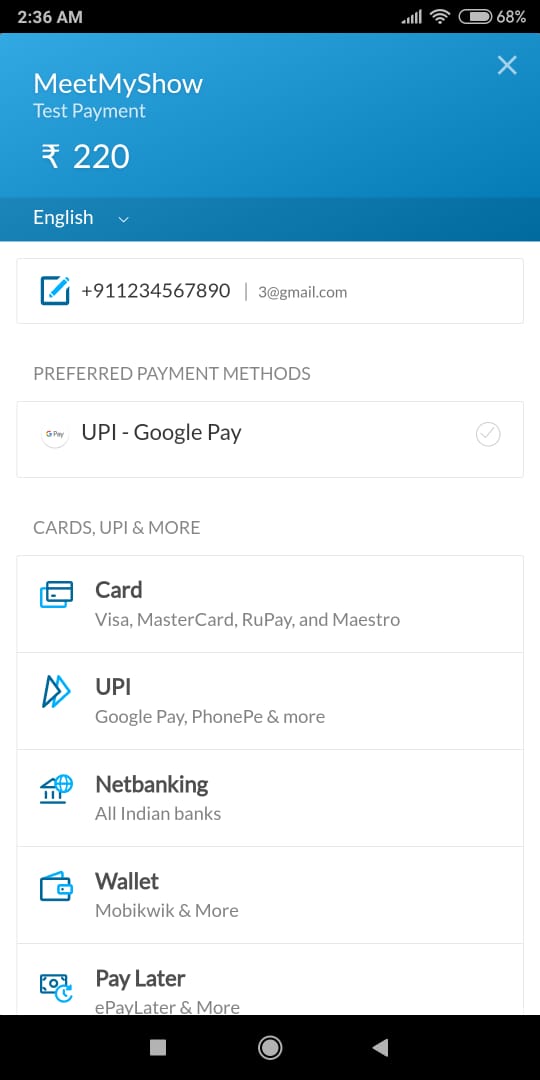 2:36 AM 68%
MeetMyShow
Test Payment
₹ 220
English
+911234567890 | 3@gmail.com
PREFERRED PAYMENT METHODS
G Pay UPI - Google Pay
CARDS, UPI & MORE
Card
Visa, MasterCard, RuPay, and Maestro
UPI
Google Pay, PhonePe & more
Netbanking
All Indian banks
Wallet
Mobikwik & More
Pay Later
ePayLater & More